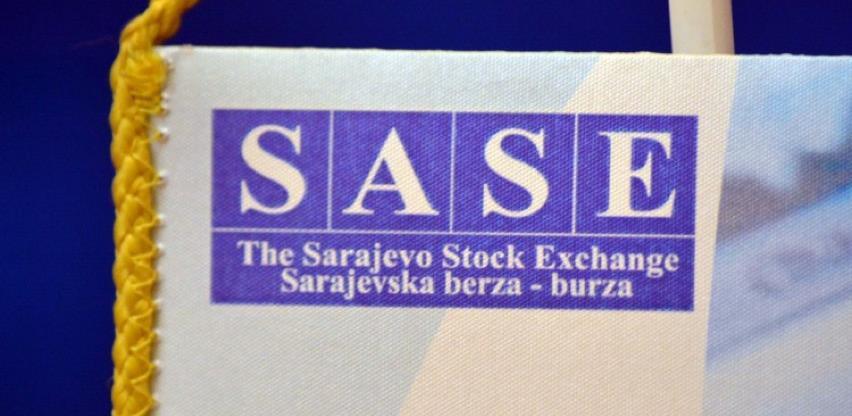 SASE
The Sarajevo Stock Exchange
Sarajevska berza - burza